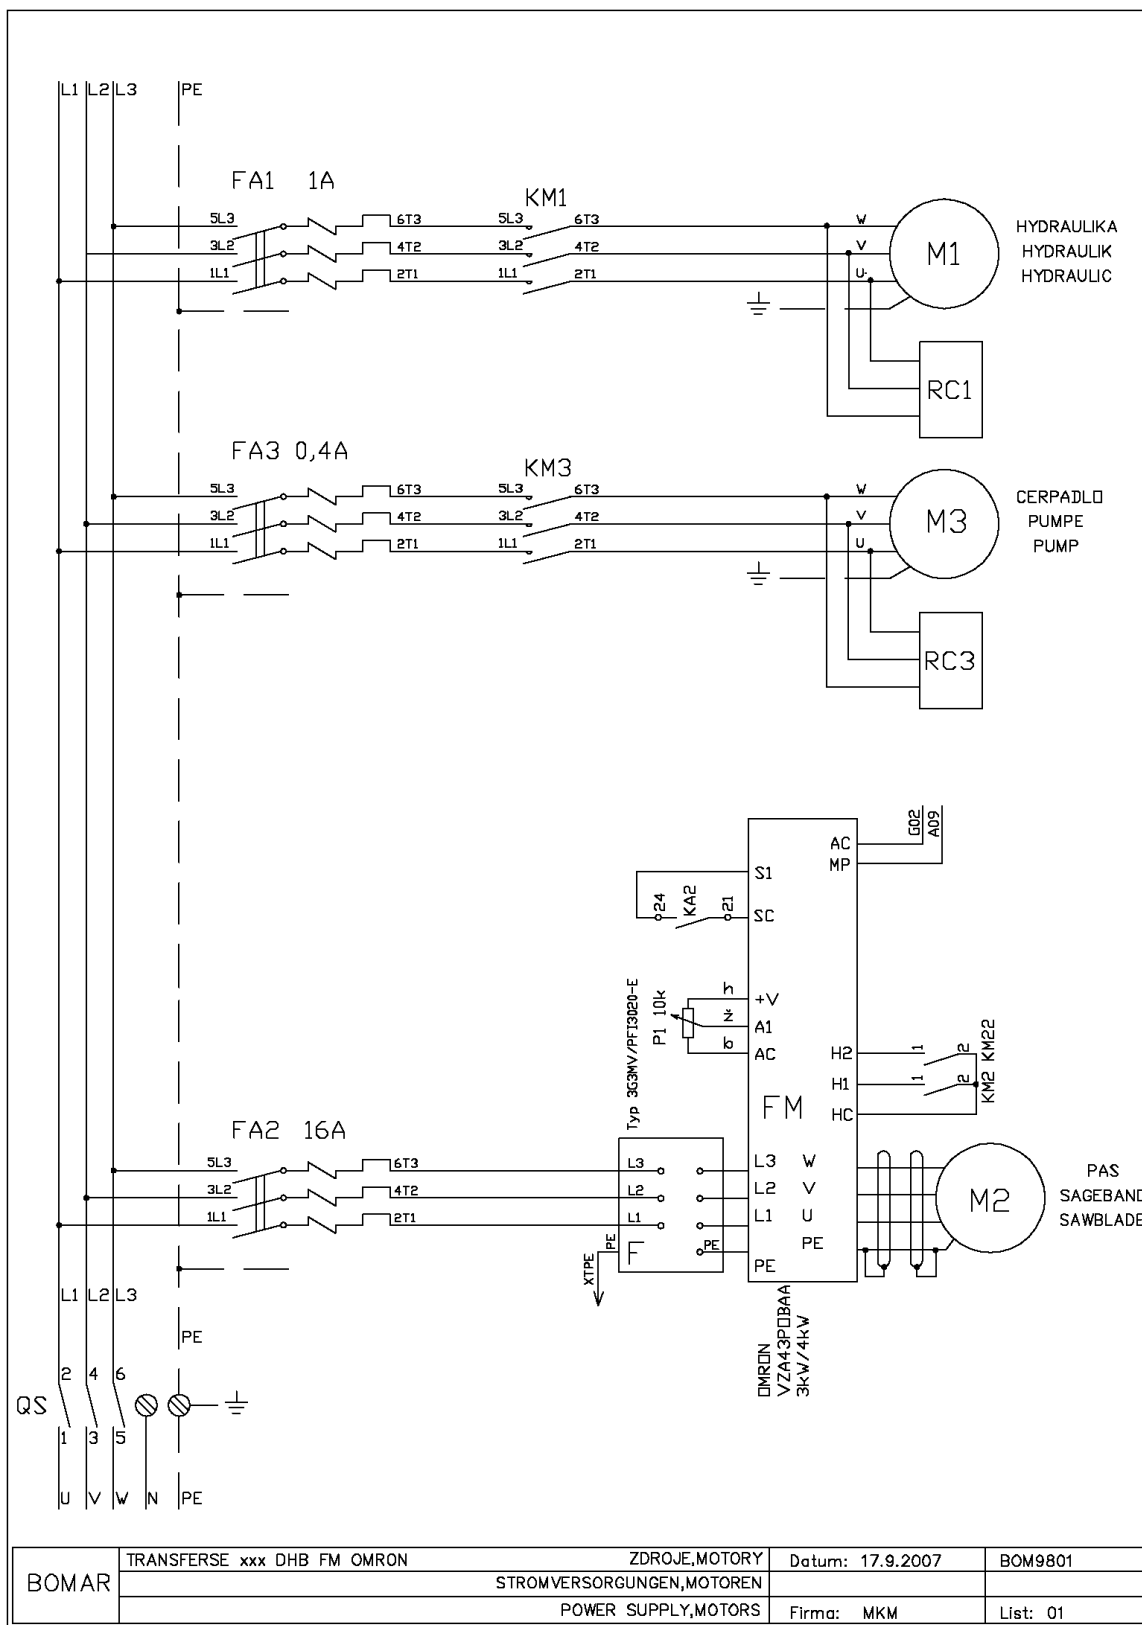 L1 L2 L3 PE
FA1 1A
KM1
5L3 6T3 5L3 6T3 W
3L2 4T2 3L2 4T2 V
1L1 2T1 1L1 2T1 U
M1
HYDRAULIKA
HYDRAULIK
HYDRAULIC
RC1
FA3 0,4A
KM3
5L3 6T3 5L3 6T3 W
3L2 4T2 3L2 4T2 V
1L1 2T1 1L1 2T1 U
M3
CERPADLO
PUMPE
PUMP
RC3
G02
A09
AC
MP
S1
24 KA2 21
SC
Typ 3G3MV/PFI3020-E
P1 10k
h +V
ž A1
b AC
H2 1 2 KM22
H1 1 2 KM2
HC
FM
FA2 16A
5L3 6T3 L3 L3 W
3L2 4T2 L2 L2 V
1L1 2T1 L1 L1 U
PE F PE PE
PE
XTPE
M2
PAS
SAGEBAND
SAWBLADE
OMRON
VZA43P0BAA
3kW/4kW
L1 L2 L3
PE
2 4 6
QS
1 3 5
U V W N PE
BOMAR
TRANSFERSE xxx DHB FM OMRON ZDROJE,MOTORY Datum: 17.9.2007 BOM9801
STROMVERSORGUNGEN,MOTOREN
POWER SUPPLY,MOTORS Firma: MKM List: 01